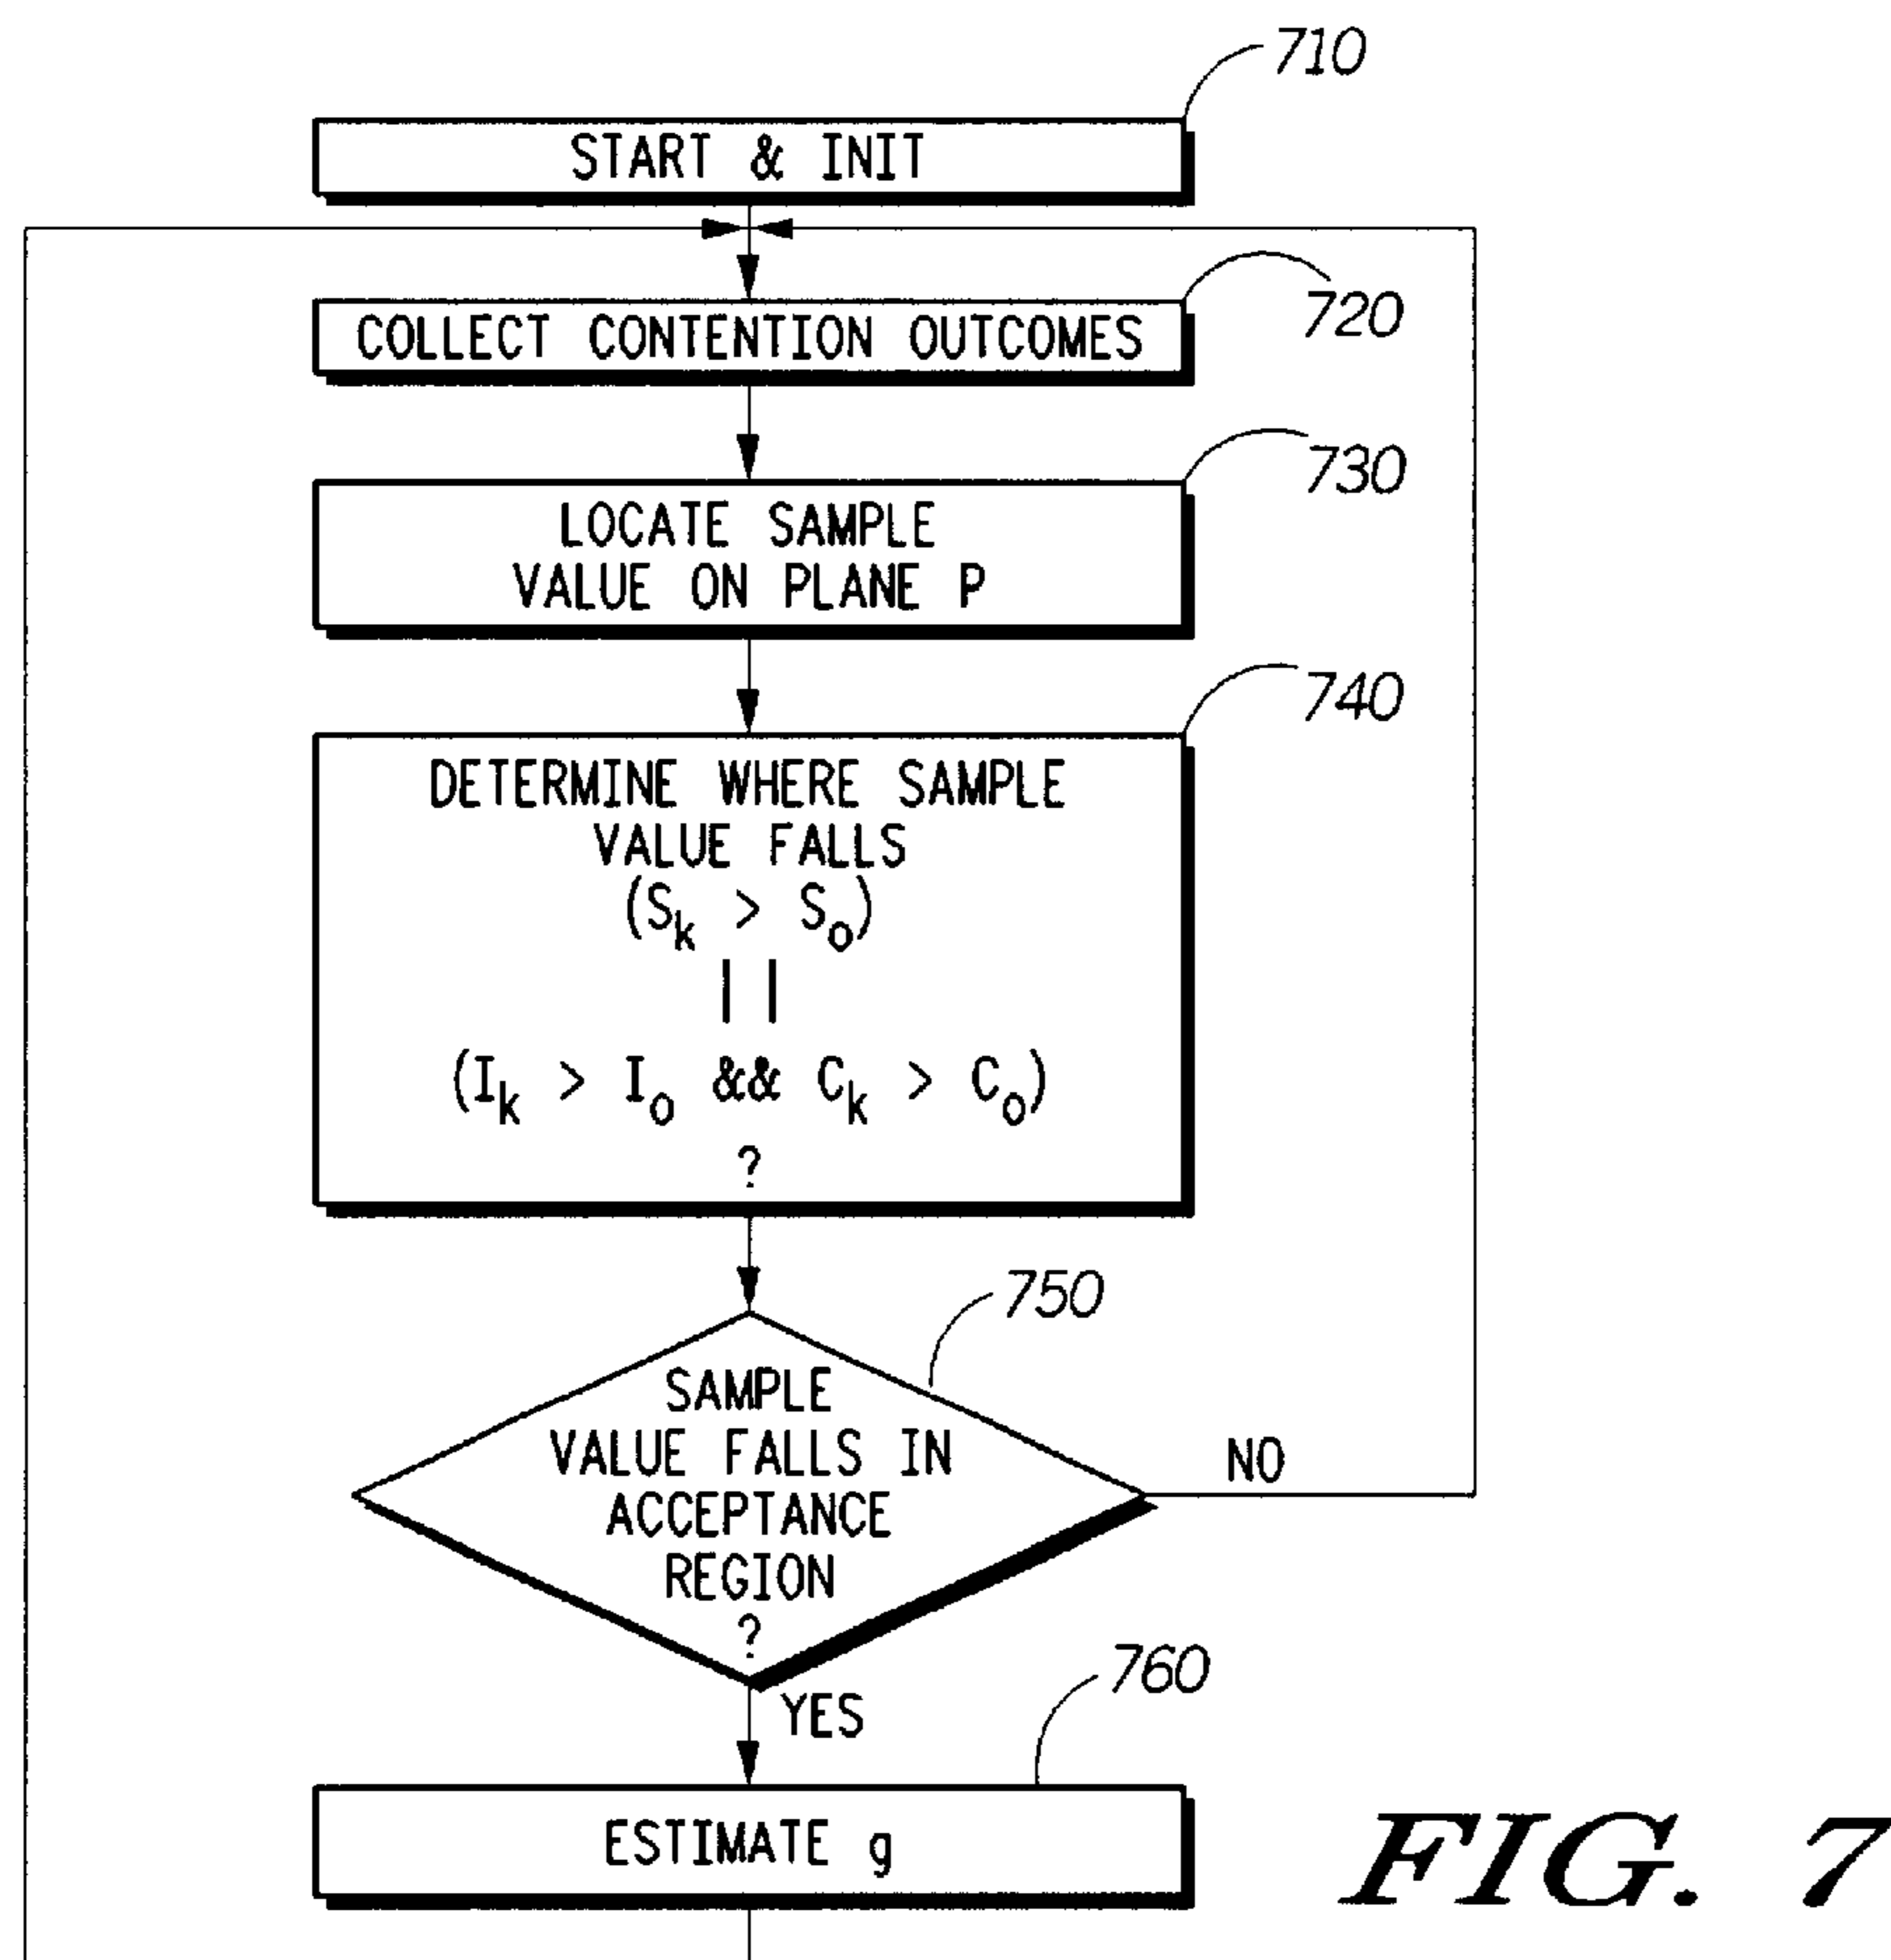 710
START & INIT
720
COLLECT CONTENTION OUTCOMES
730
LOCATE SAMPLE
VALUE ON PLANE P
740
DETERMINE WHERE SAMPLE
VALUE FALLS
(Sk > So)
||
(Ik > Io && Ck > Co)
?
750
SAMPLE
VALUE FALLS IN
ACCEPTANCE
REGION
?
NO
YES
760
ESTIMATE g
FIG. 7